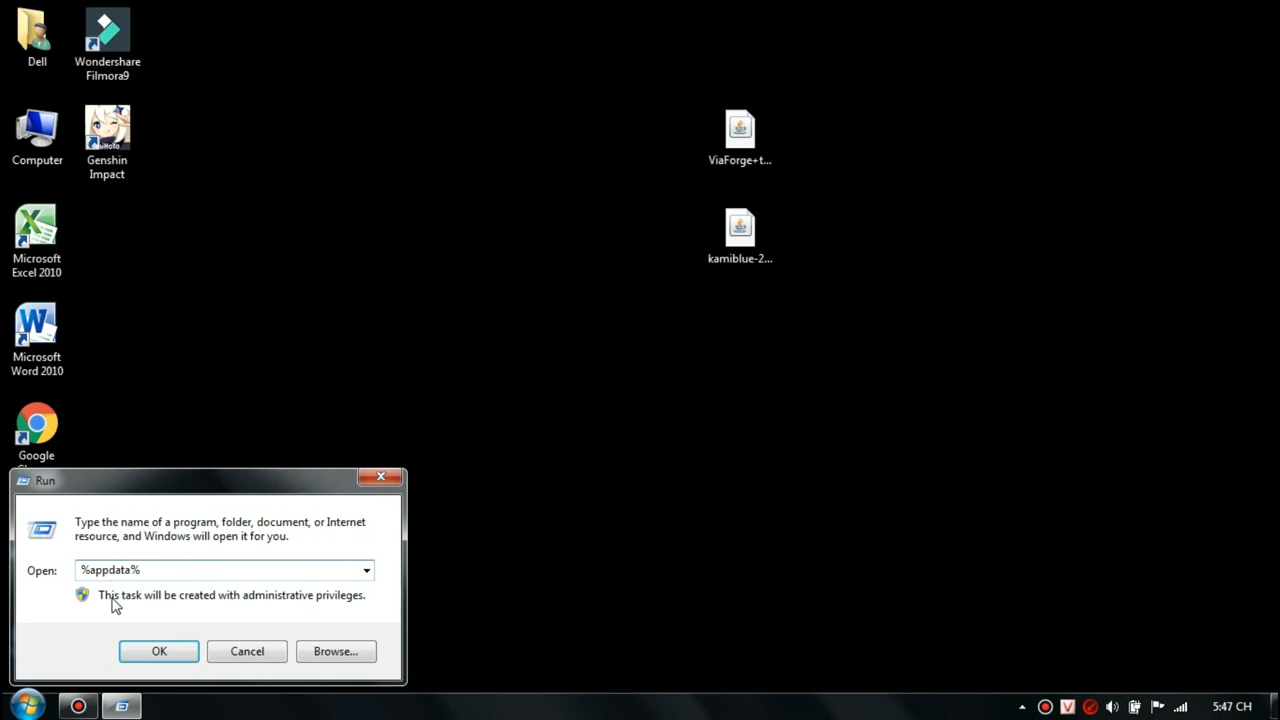 Dell
Wondershare
Filmora9
Computer
Genshin
Impact
ViaForge+t...
Microsoft
Excel 2010
kamiblue-2...
Microsoft
Word 2010
Google
Run
Type the name of a program, folder, document, or Internet
resource, and Windows will open it for you.
Open:
%appdata%
This task will be created with administrative privileges.
OK
Cancel
Browse...
5:47 CH